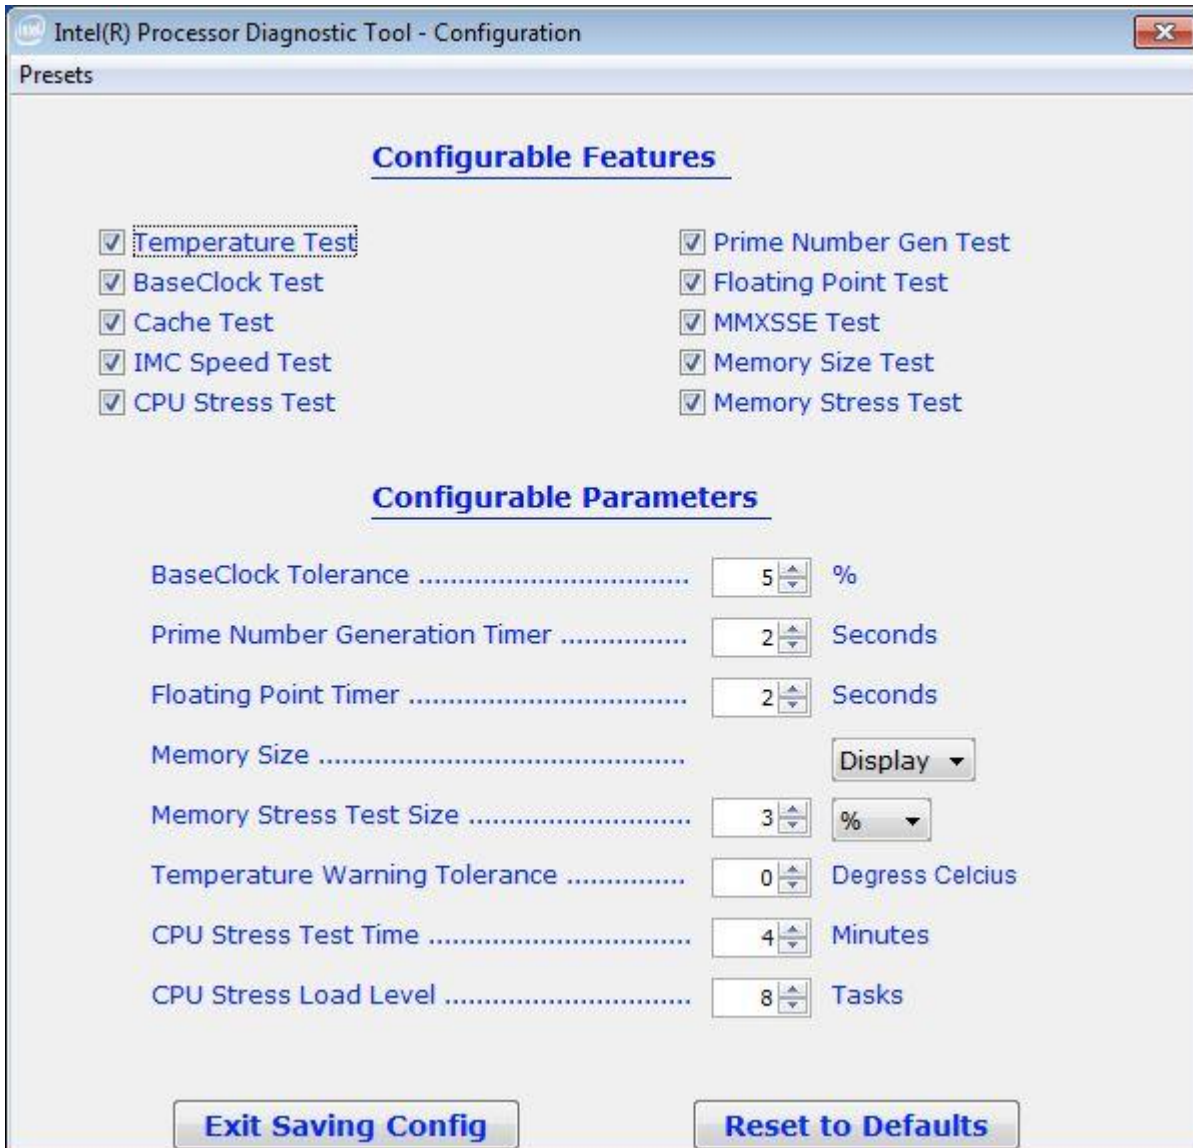 Intel(R) Processor Diagnostic Tool - Configuration
Presets
Configurable Features
Temperature Test
BaseClock Test
Cache Test
IMC Speed Test
CPU Stress Test
Prime Number Gen Test
Floating Point Test
MMXSSE Test
Memory Size Test
Memory Stress Test
Configurable Parameters
BaseClock Tolerance ................................. 5 %
Prime Number Generation Timer ................ 2 Seconds
Floating Point Timer .................................. 2 Seconds
Memory Size ............................................. Display
Memory Stress Test Size ........................... 3 %
Temperature Warning Tolerance ............... 0 Degress Celcius
CPU Stress Test Time ................................ 4 Minutes
CPU Stress Load Level .............................. 8 Tasks
Exit Saving Config
Reset to Defaults